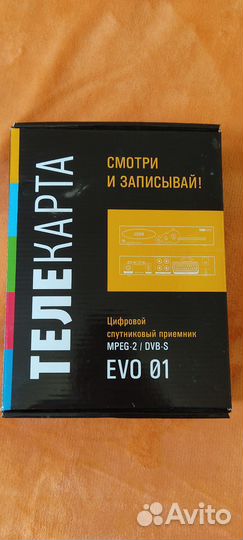 ТЕЛЕКАРТА
СМОТРИ
И ЗАПИСЫВАЙ!
Цифровой
спутниковый приемник
MPEG-2 / DVB-S
EVO 01
Avito